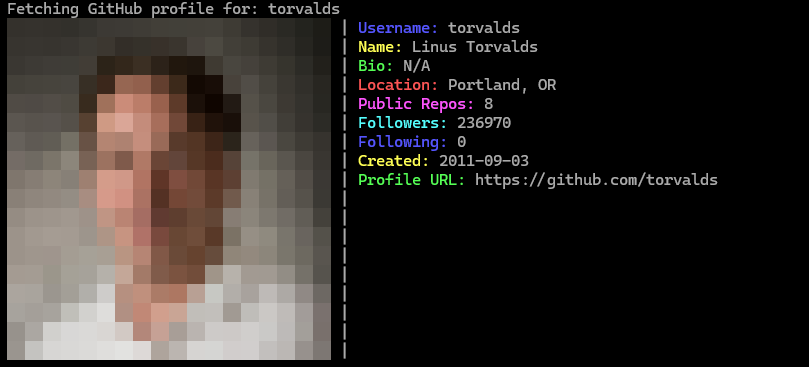 Fetching GitHub profile for: torvalds
| Username: torvalds
| Name: Linus Torvalds
| Bio: N/A
| Location: Portland, OR
| Public Repos: 8
| Followers: 236970
| Following: 0
| Created: 2011-09-03
| Profile URL: https://github.com/torvalds
|
|
|
|
|
|
|
|
|